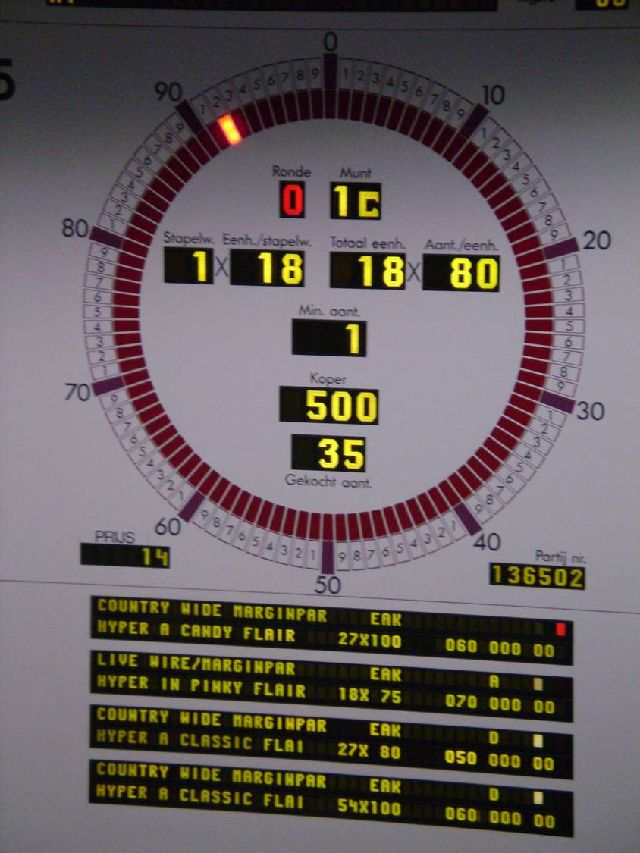 5
0
90
10
80
20
70
30
60
40
50
Ronde Munt
0 1c
Stapelw. Eenh./stapelw. Totaal eenh. Aant./eenh.
1 X 18 18 X 80
Min. aant.
1
Koper
500
35
Gekocht aant.
PRIJS
14
Partij nr.
136502
COUNTRY WIDE MARGINPAR EAK
HYPER A CANDY FLAIR 27X100 060 000 00
LIVE WIRE/MARGINPAR EAK A
HYPER IN PINKY FLAIR 18X 75 070 000 00
COUNTRY WIDE MARGINPAR EAK D
HYPER A CLASSIC FLAI 27X 80 050 000 00
COUNTRY WIDE MARGINPAR EAK D
HYPER A CLASSIC FLAI 54X100 060 000 00